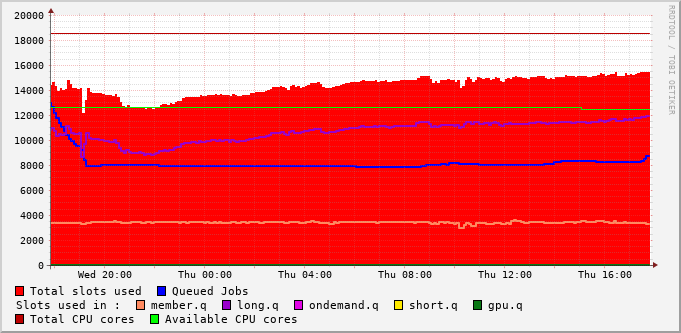 20000
18000
16000
14000
12000
10000
8000
6000
4000
2000
0
Wed 20:00 Thu 00:00 Thu 04:00 Thu 08:00 Thu 12:00 Thu 16:00
Total slots used Queued Jobs
Slots used in : member.q long.q ondemand.q short.q gpu.q
Total CPU cores Available CPU cores
RRDTOOL / TOBI OETIKER